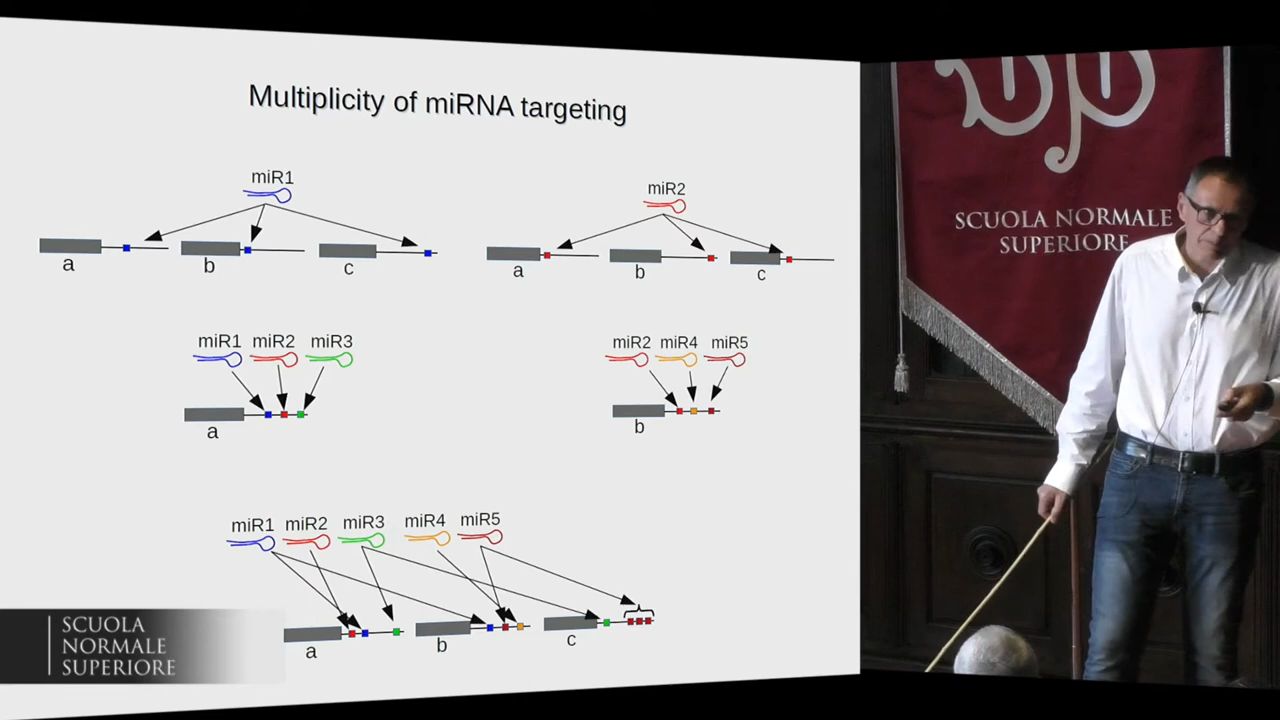 Multiplicity of miRNA targeting
miR1
a b c
miR2
a b c
miR1 miR2 miR3
a
miR2 miR4 miR5
b
miR1 miR2 miR3 miR4 miR5
a b c
SCUOLA
NORMALE
SUPERIORE
SCUOLA NORMALE
SUPERIORE